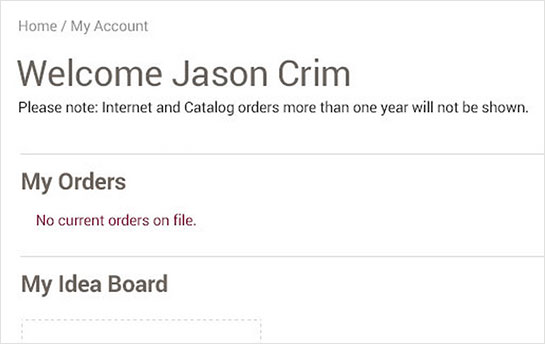 Home / My Account
Welcome Jason Crim
Please note: Internet and Catalog orders more than one year will not be shown.
My Orders
No current orders on file.
My Idea Board